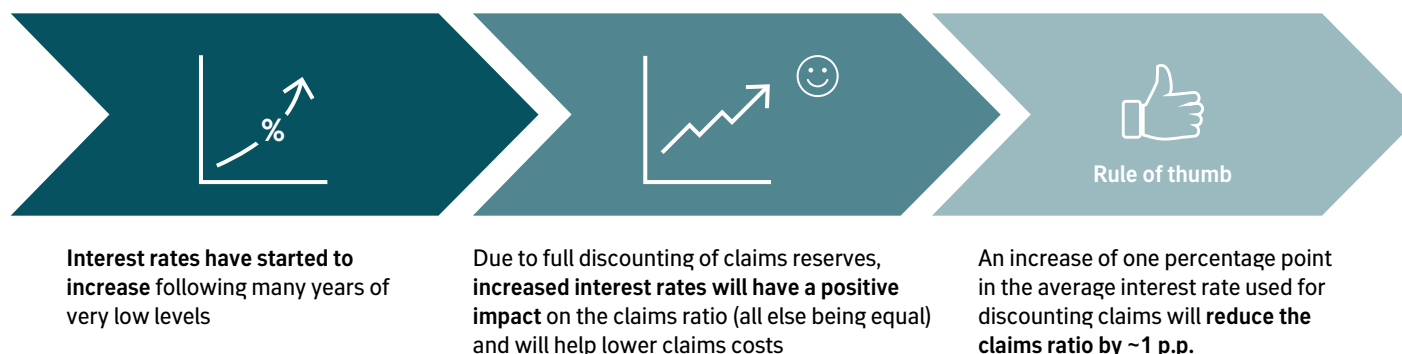 %
Rule of thumb
Interest rates have started to
increase following many years of
very low levels
Due to full discounting of claims reserves,
increased interest rates will have a positive
impact on the claims ratio (all else being equal)
and will help lower claims costs
An increase of one percentage point
in the average interest rate used for
discounting claims will reduce the
claims ratio by ~1 p.p.